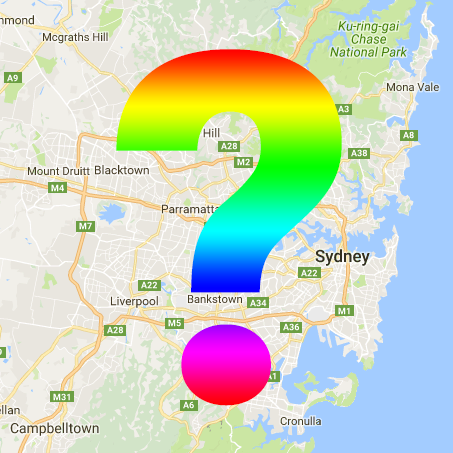 mmond
McGraths Hill
Ku-ring-gai
Chase
National Park
A9
Mona Vale
A3
A8
Hill
A28
A38
M2
Mount Druitt
Blacktown
M4
Parramatta
M7
Sydney
A22
A22
Liverpool
Bankstown
A34
M1
A28
M5
A36
A1
M31
A6
ellan
Cronulla
Campbelltown
?